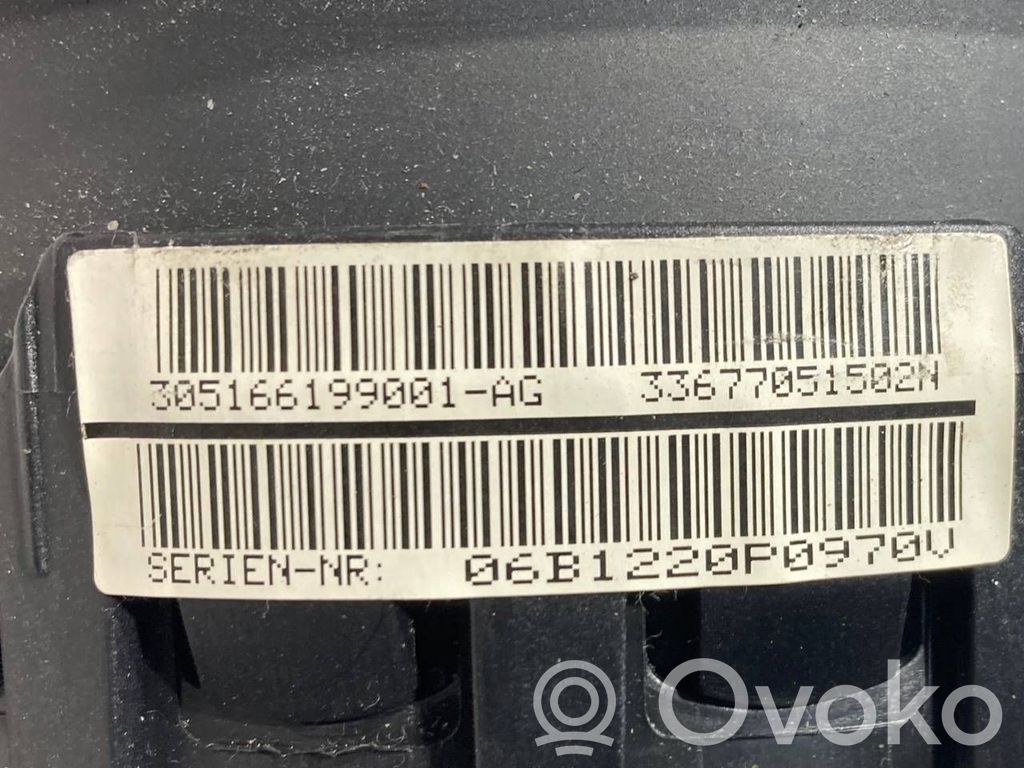 305166199001-AG 33677051502N
SERIEN-NR: 06B1220P0970V
Ovoko